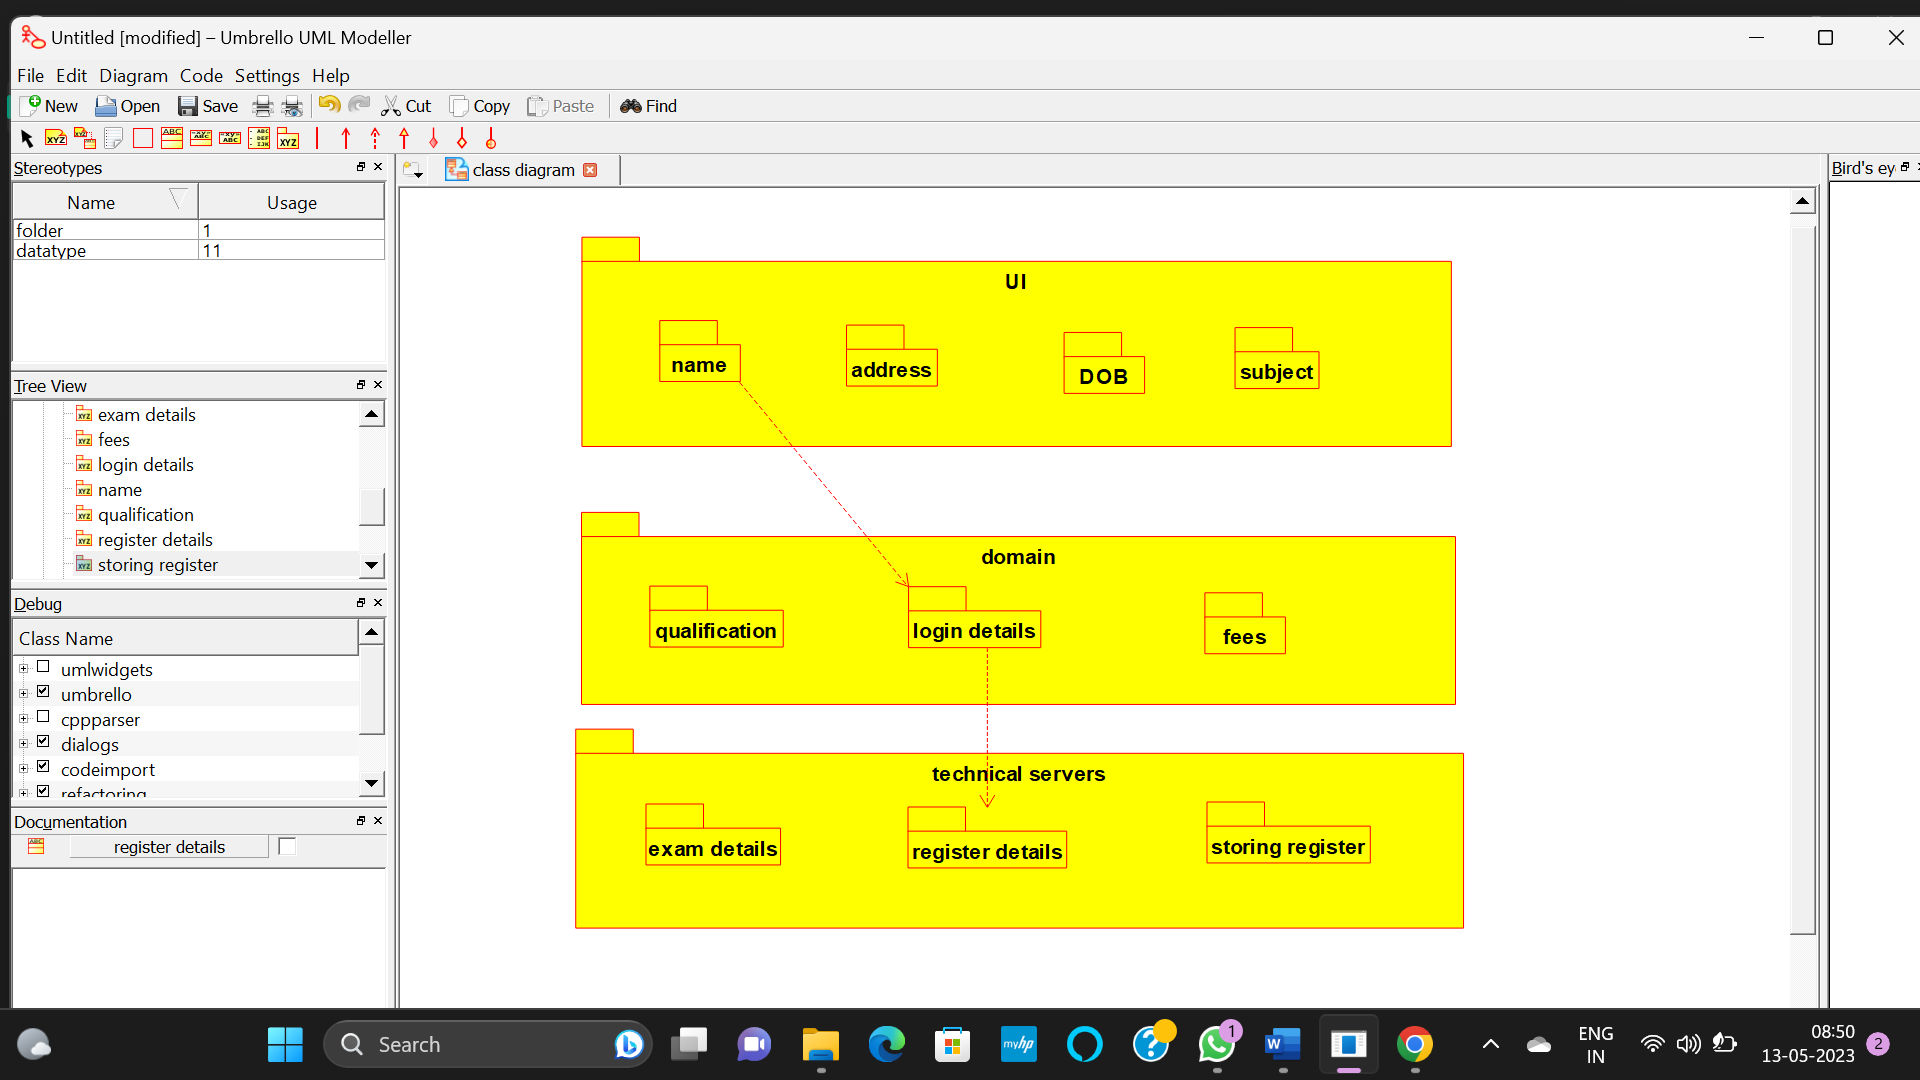 Untitled [modified] – Umbrello UML Modeller
File Edit Diagram Code Settings Help
New Open Save Cut Copy Paste Find
Stereotypes
Name Usage
folder 1
datatype 11
Tree View
exam details
fees
login details
name
qualification
register details
storing register
Debug
Class Name
umlwidgets
umbrello
cppparser
dialogs
codeimport
refactoring
Documentation
register details
class diagram
UI
name address DOB subject
domain
qualification login details fees
technical servers
exam details register details storing register
Bird's ey
Search
myhp
1
ENG
IN
08:50
13-05-2023
2